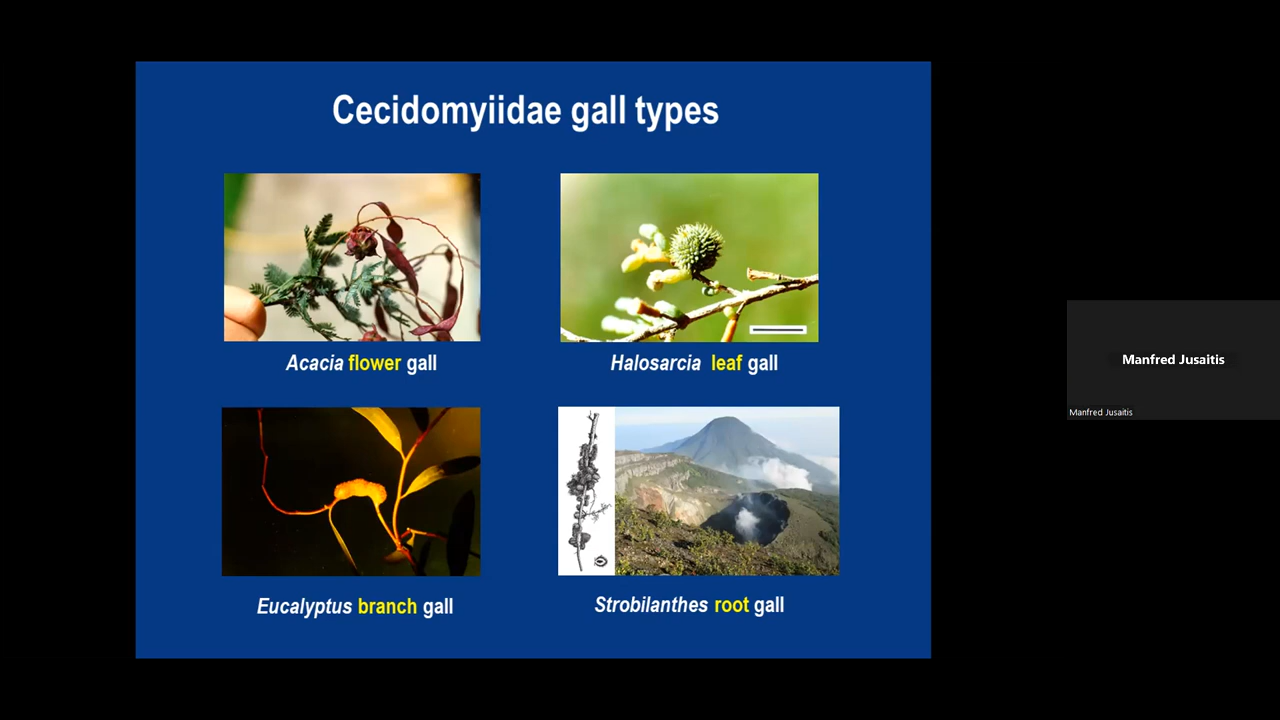 Cecidomyiidae gall types
Acacia flower gall
Halosarcia leaf gall
Eucalyptus branch gall
Strobilanthes root gall
Manfred Jusaitis
Manfred Jusaitis